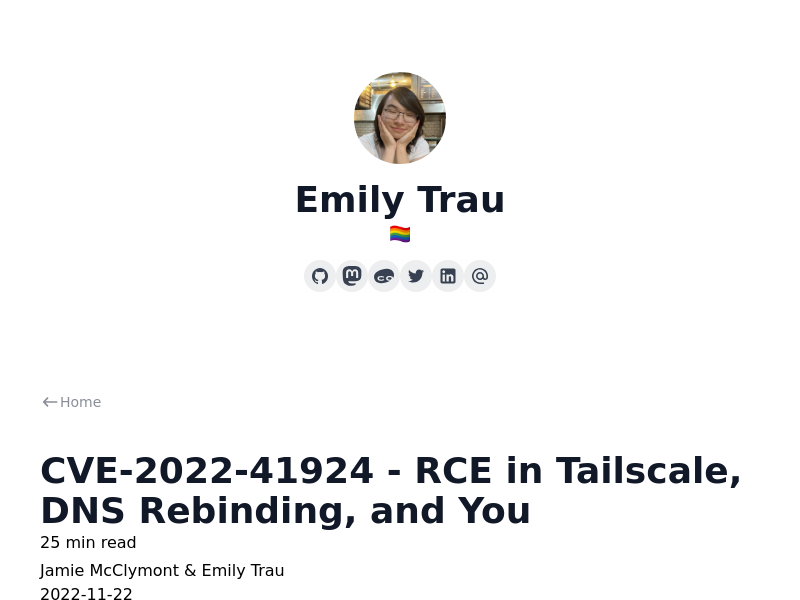 Emily Trau
🏳️‍🌈
Home
CVE-2022-41924 - RCE in Tailscale,
DNS Rebinding, and You
25 min read
Jamie McClymont & Emily Trau
2022-11-22